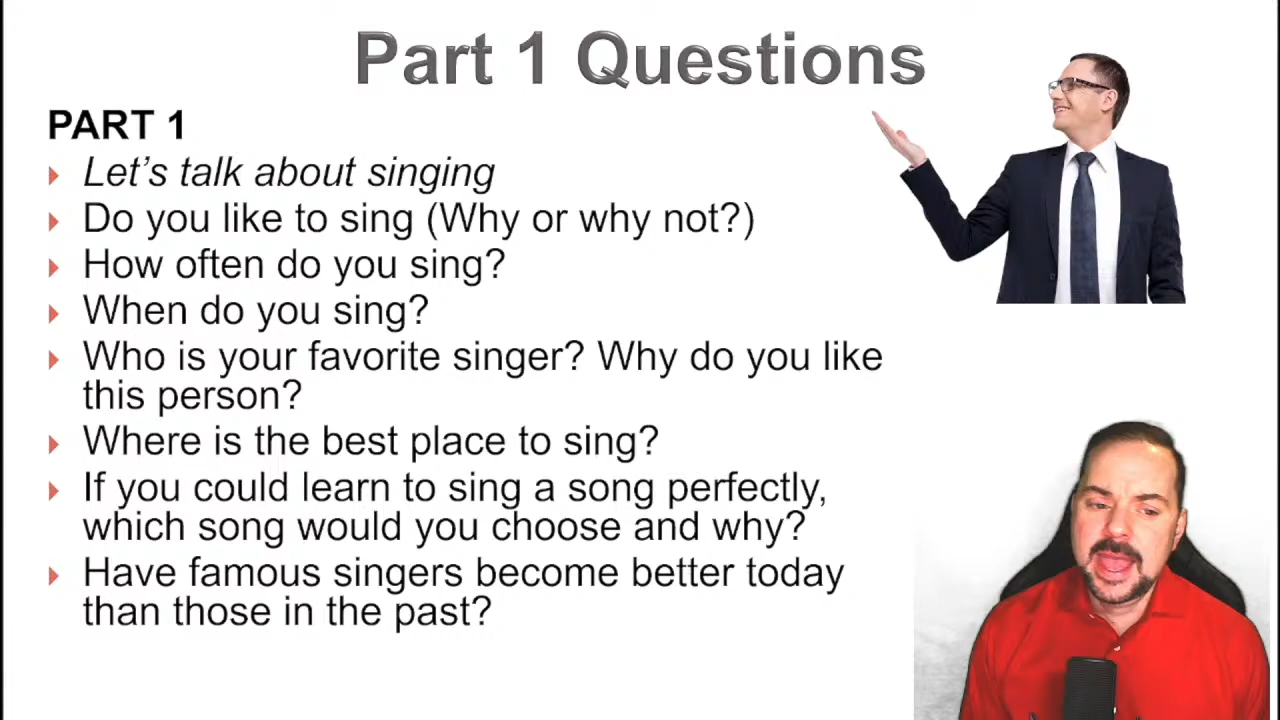 Part 1 Questions
PART 1
Let's talk about singing
Do you like to sing (Why or why not?)
How often do you sing?
When do you sing?
Who is your favorite singer? Why do you like
this person?
Where is the best place to sing?
If you could learn to sing a song perfectly,
which song would you choose and why?
Have famous singers become better today
than those in the past?